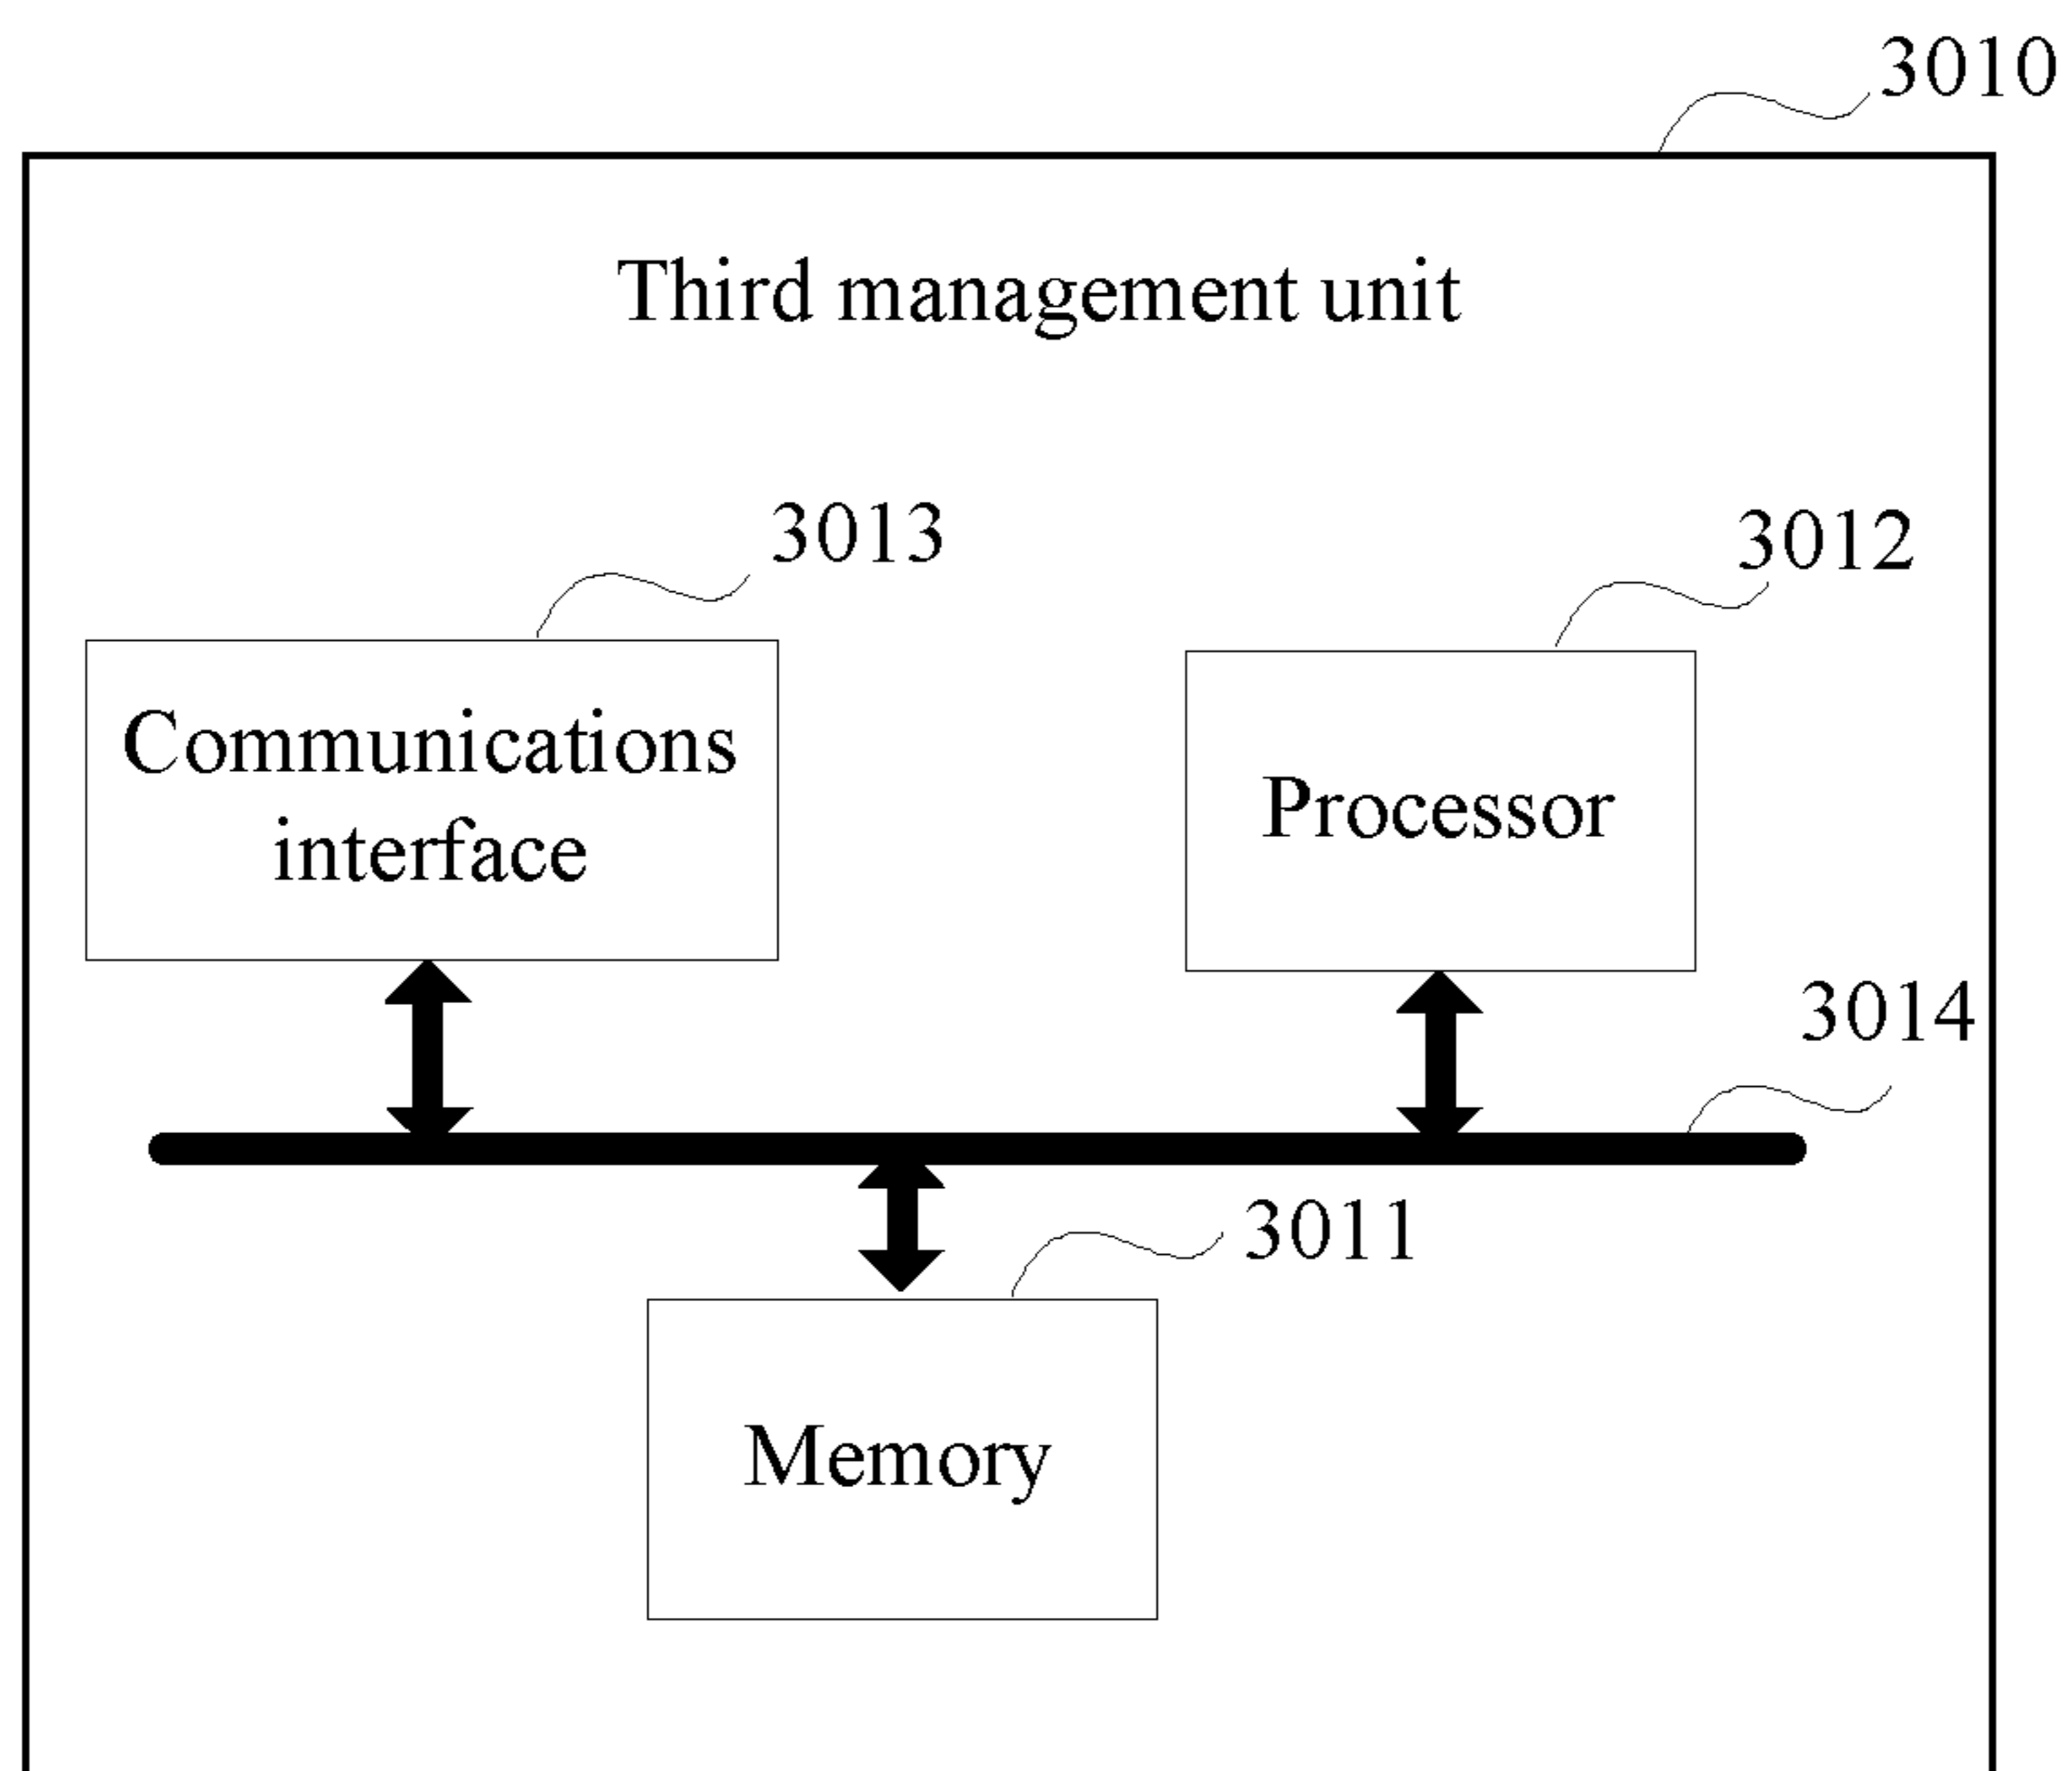 3010
Third management unit
3013
3012
Communications
interface
Processor
3014
3011
Memory